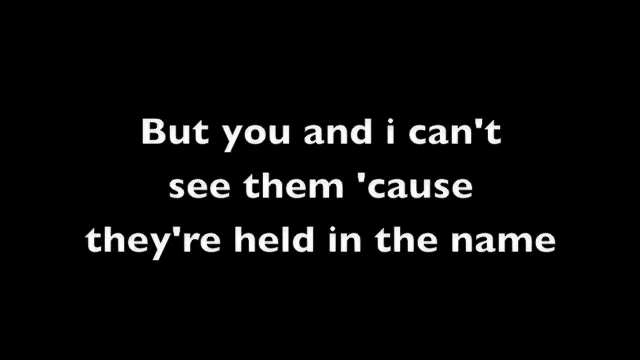 But you and i can't
see them 'cause
they're held in the name